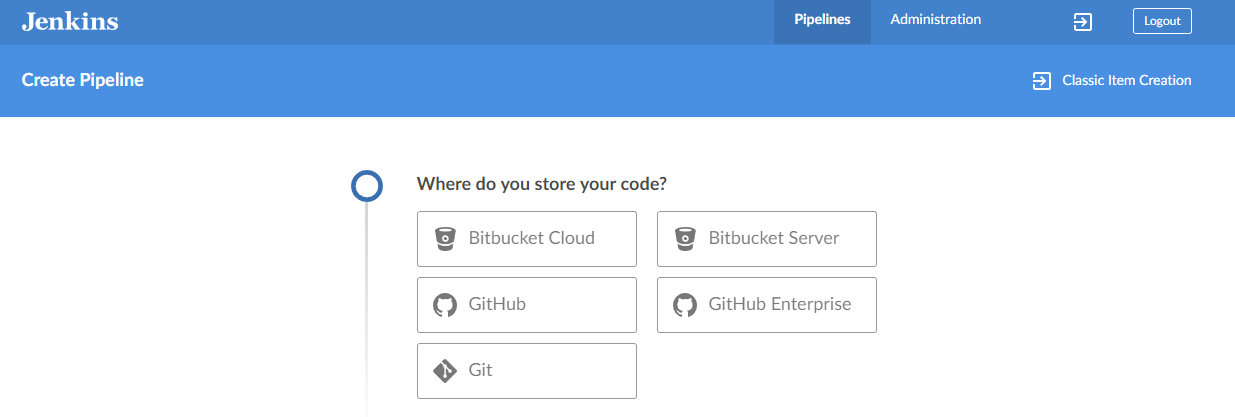 Jenkins
Pipelines
Administration
Logout
Create Pipeline
Classic Item Creation
Where do you store your code?
Bitbucket Cloud
Bitbucket Server
GitHub
GitHub Enterprise
Git